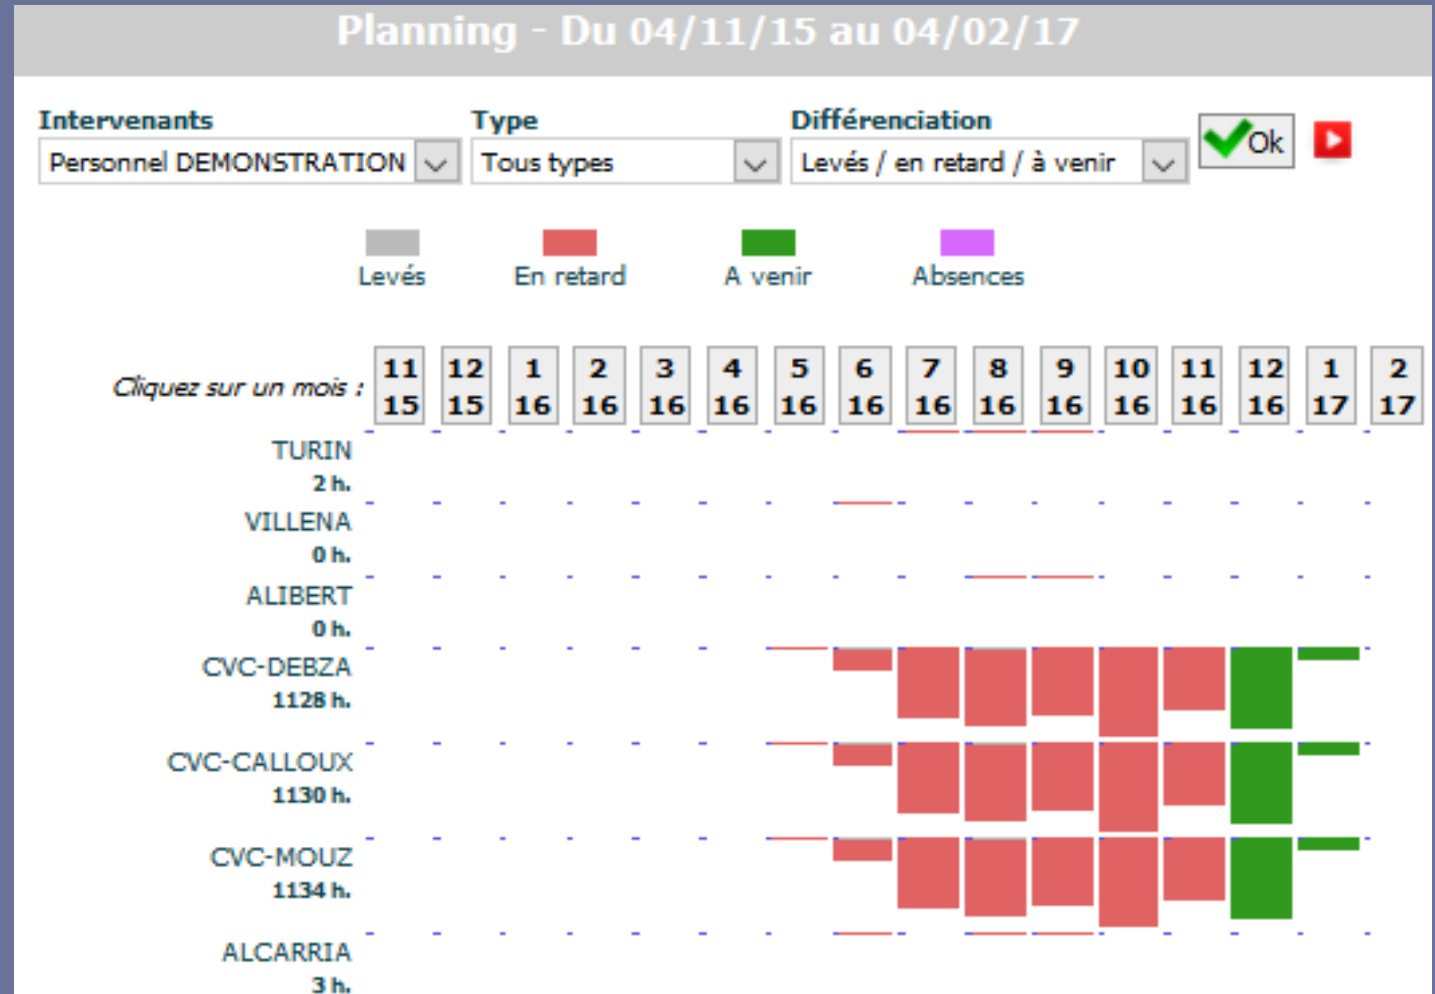 Planning - Du 04/11/15 au 04/02/17
Intervenants Type Différenciation
Personnel DEMONSTRATION Tous types Levés / en retard / à venir Ok
Levés En retard A venir Absences
Cliquez sur un mois : 11 12 1 2 3 4 5 6 7 8 9 10 11 12 1 2
15 15 16 16 16 16 16 16 16 16 16 16 16 16 17 17
TURIN
2 h.
VILLENA
0 h.
ALIBERT
0 h.
CVC-DEBZA
1128 h.
CVC-CALLOUX
1130 h.
CVC-MOUZ
1134 h.
ALCARRIA
3 h.